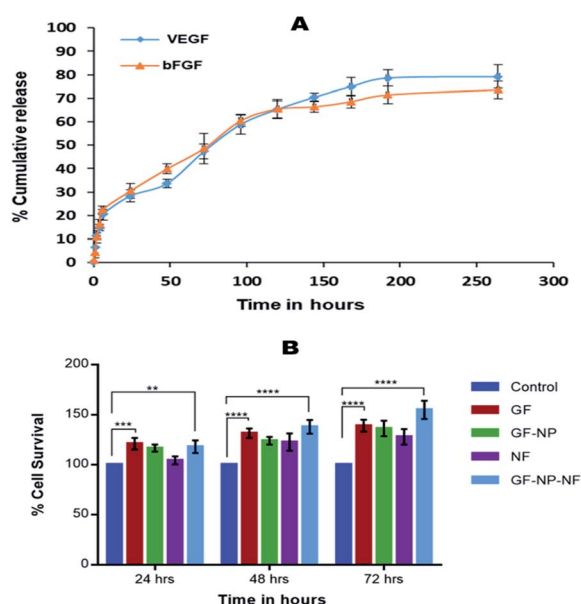 A
VEGF
bFGF
% Cumulative release
90
80
70
60
50
40
30
20
10
0
0 50 100 150 200 250 300
Time in hours
B
% Cell Survival
200
150
100
50
0
*** ** **** **** **** ****
24 hrs 48 hrs 72 hrs
Time in hours
Control
GF
GF-NP
NF
GF-NP-NF